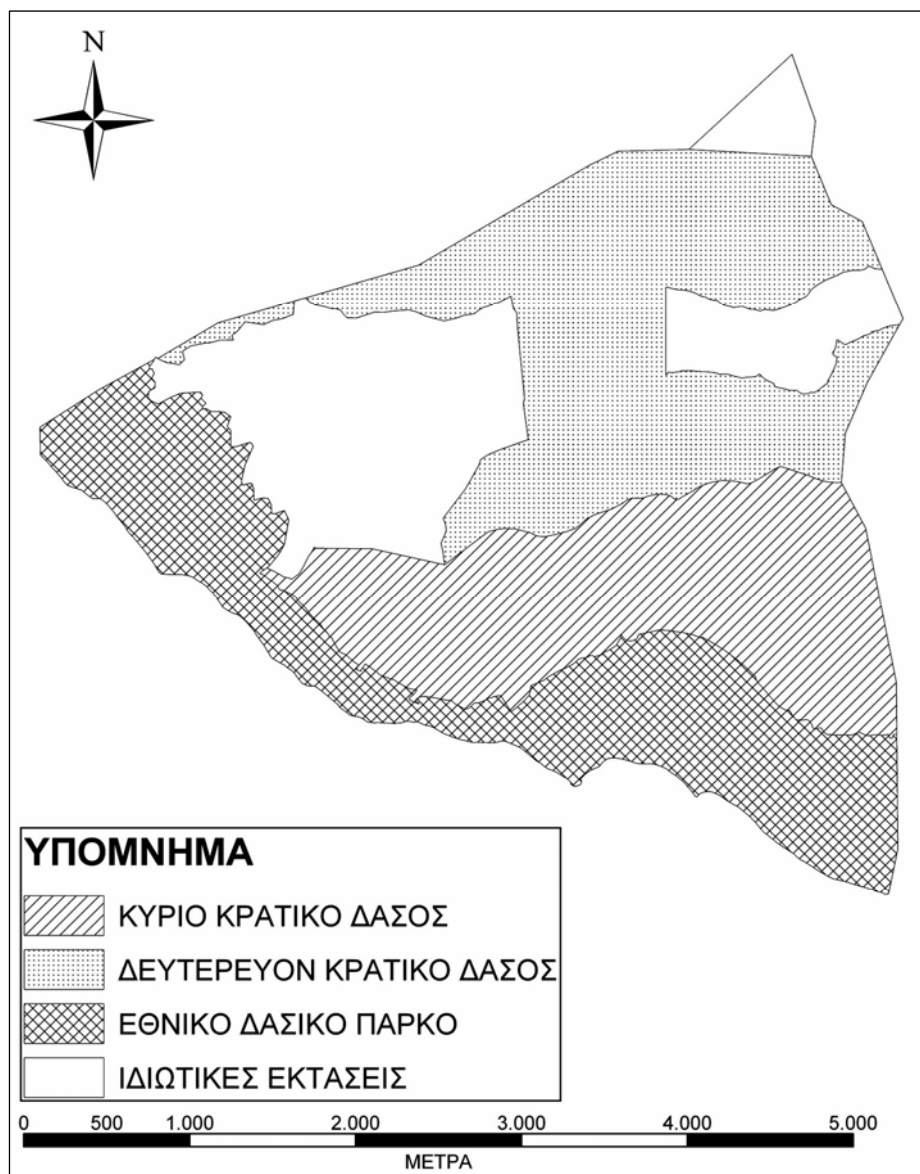 N
ΥΠΟΜΝΗΜΑ
ΚΥΡΙΟ ΚΡΑΤΙΚΟ ΔΑΣΟΣ
ΔΕΥΤΕΡΕΥΟΝ ΚΡΑΤΙΚΟ ΔΑΣΟΣ
ΕΘΝΙΚΟ ΔΑΣΙΚΟ ΠΑΡΚΟ
ΙΔΙΩΤΙΚΕΣ ΕΚΤΑΣΕΙΣ
0 500 1.000 2.000 3.000 4.000 5.000
ΜΕΤΡΑ